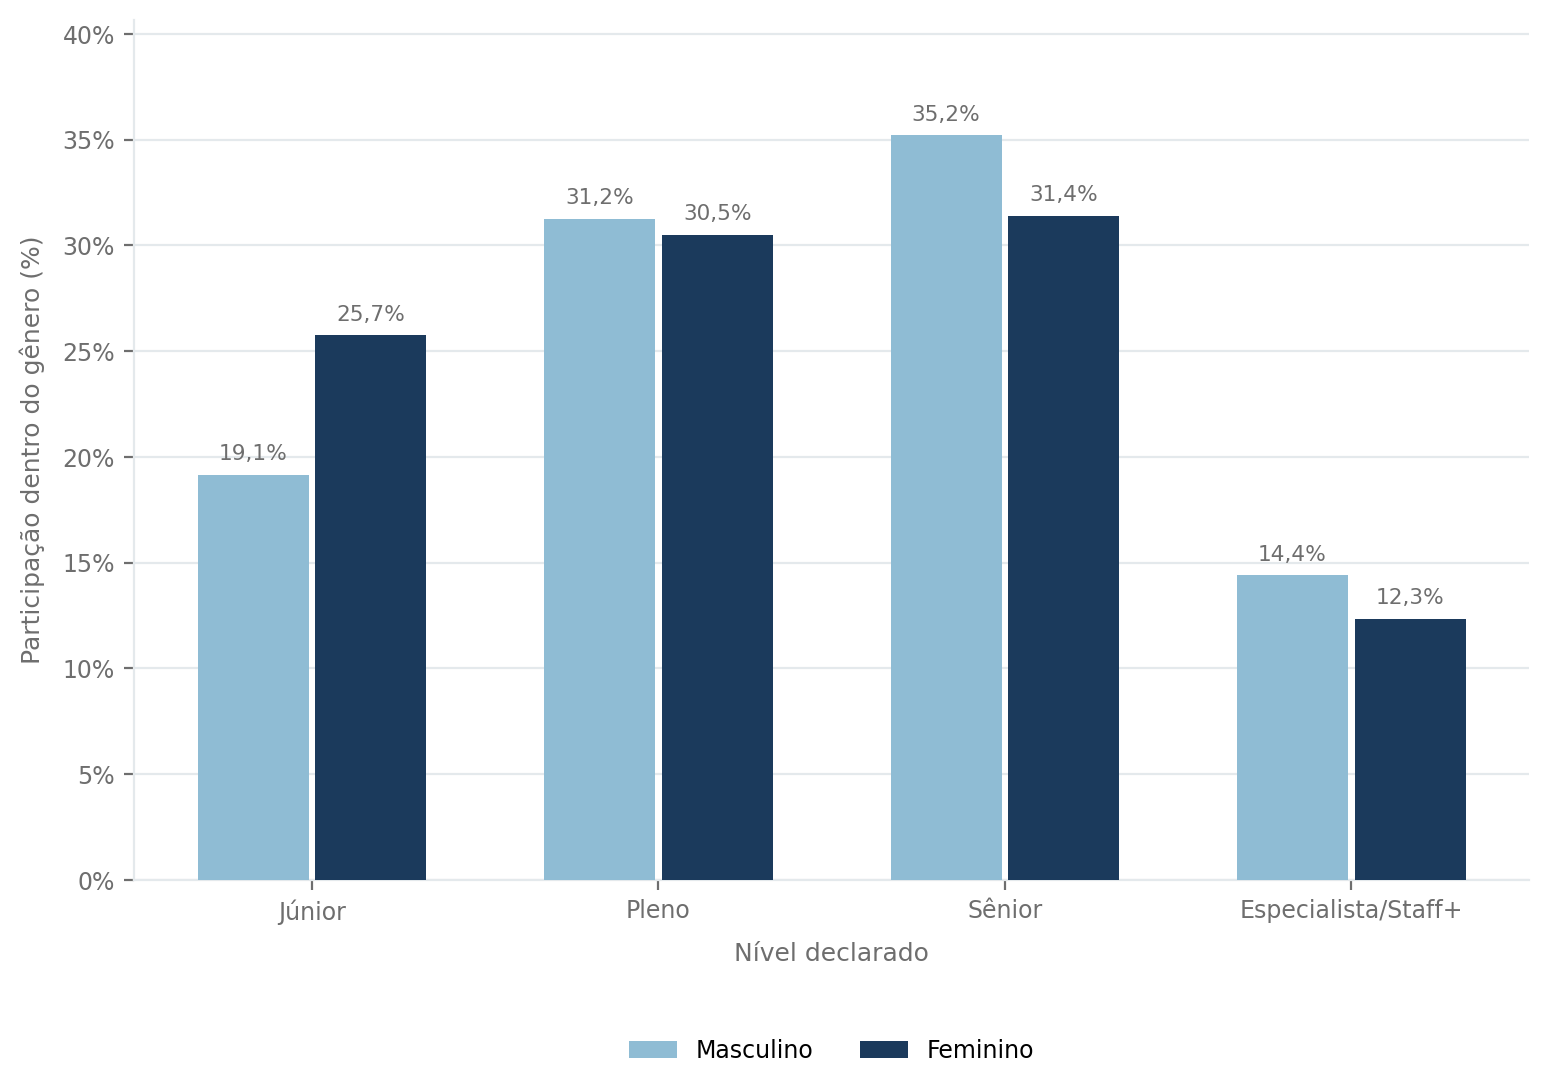 40%
35%
30%
25%
20%
15%
10%
5%
0%
Participação dentro do gênero (%)
19,1%
25,7%
31,2%
30,5%
35,2%
31,4%
14,4%
12,3%
Júnior
Pleno
Sênior
Especialista/Staff+
Nível declarado
Masculino
Feminino